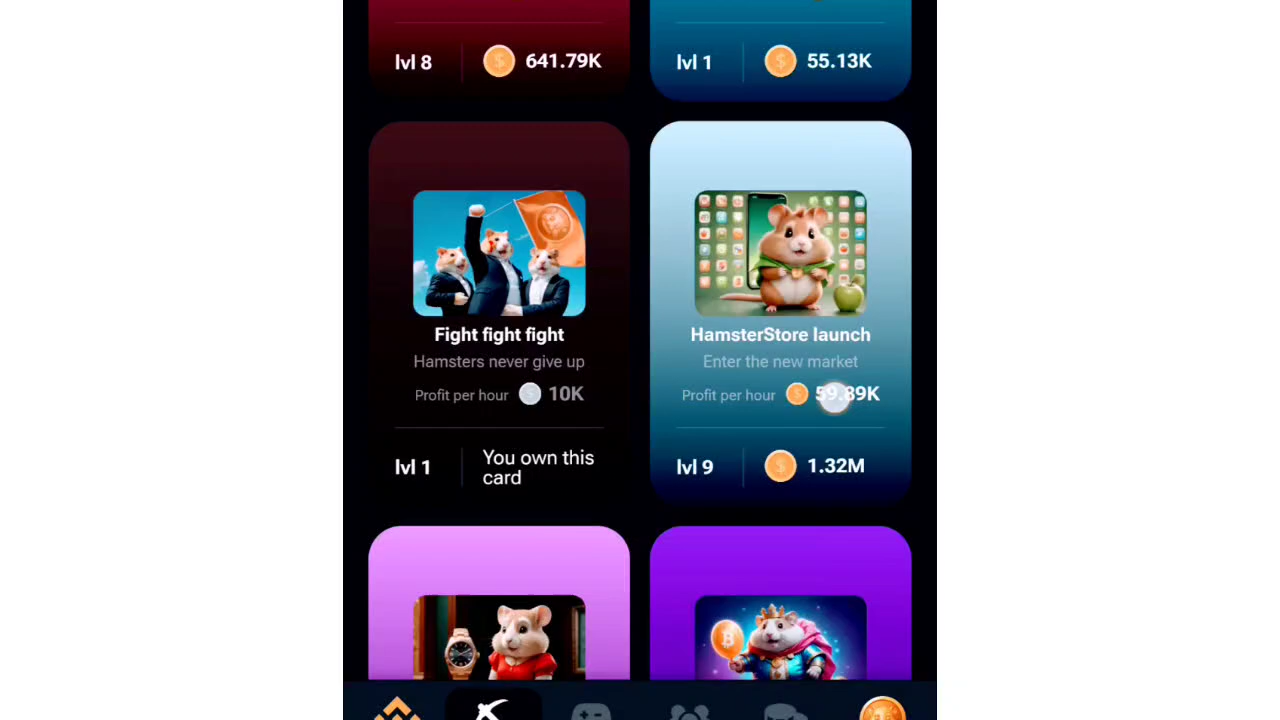 lvl 8
641.79K
lvl 1
55.13K
Fight fight fight
Hamsters never give up
Profit per hour 10K
lvl 1
You own this
card
HamsterStore launch
Enter the new market
Profit per hour 59.89K
lvl 9
1.32M